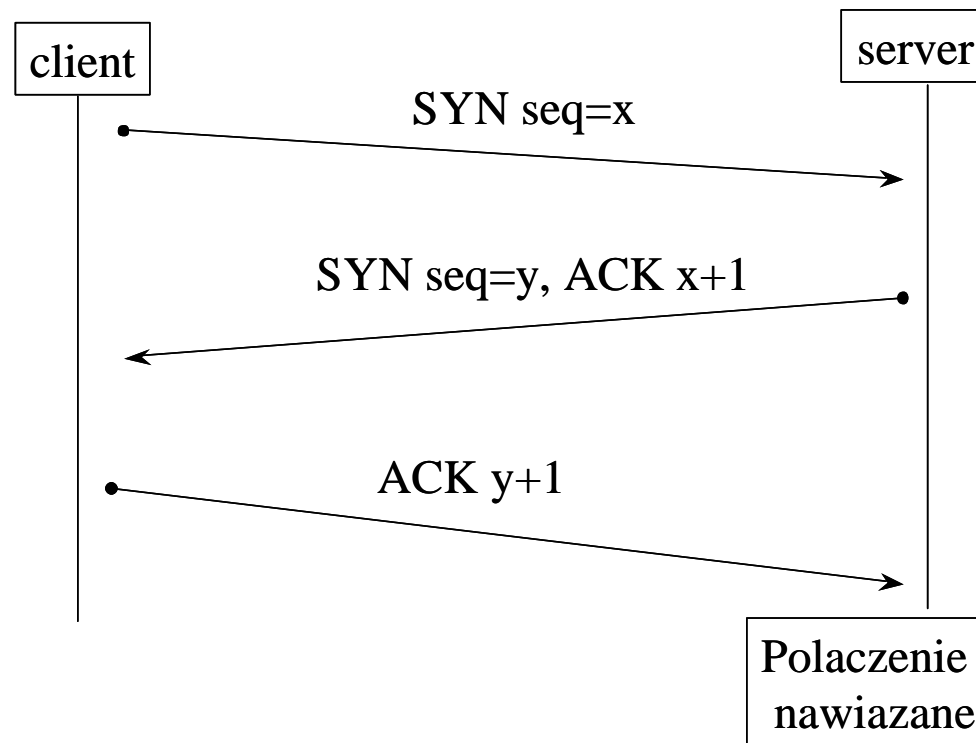 client
server
SYN seq=x
SYN seq=y, ACK x+1
ACK y+1
Polaczenie
nawiazane